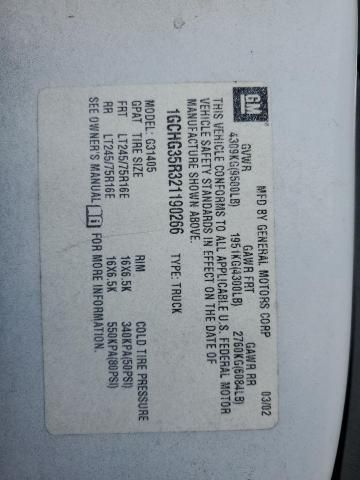 GM MFD BY GENERAL MOTORS CORP 03/02
GVWR GAWR FRT GAWR RR
4309KG(9500LB) 1951KG(4300LB) 2760KG(6084LB)
THIS VEHICLE CONFORMS TO ALL APPLICABLE U.S. FEDERAL MOTOR
VEHICLE SAFETY STANDARDS IN EFFECT ON THE DATE OF
MANUFACTURE SHOWN ABOVE.
1GCHG35R321190266 TYPE: TRUCK
MODEL: G31405
GPAT TIRE SIZE RIM COLD TIRE PRESSURE
FRT LT245/75R16E 16X6.5K 340KPA(50PSI)
RR LT245/75R16E 16X6.5K 550KPA(80PSI)
SEE OWNER'S MANUAL FOR MORE INFORMATION.